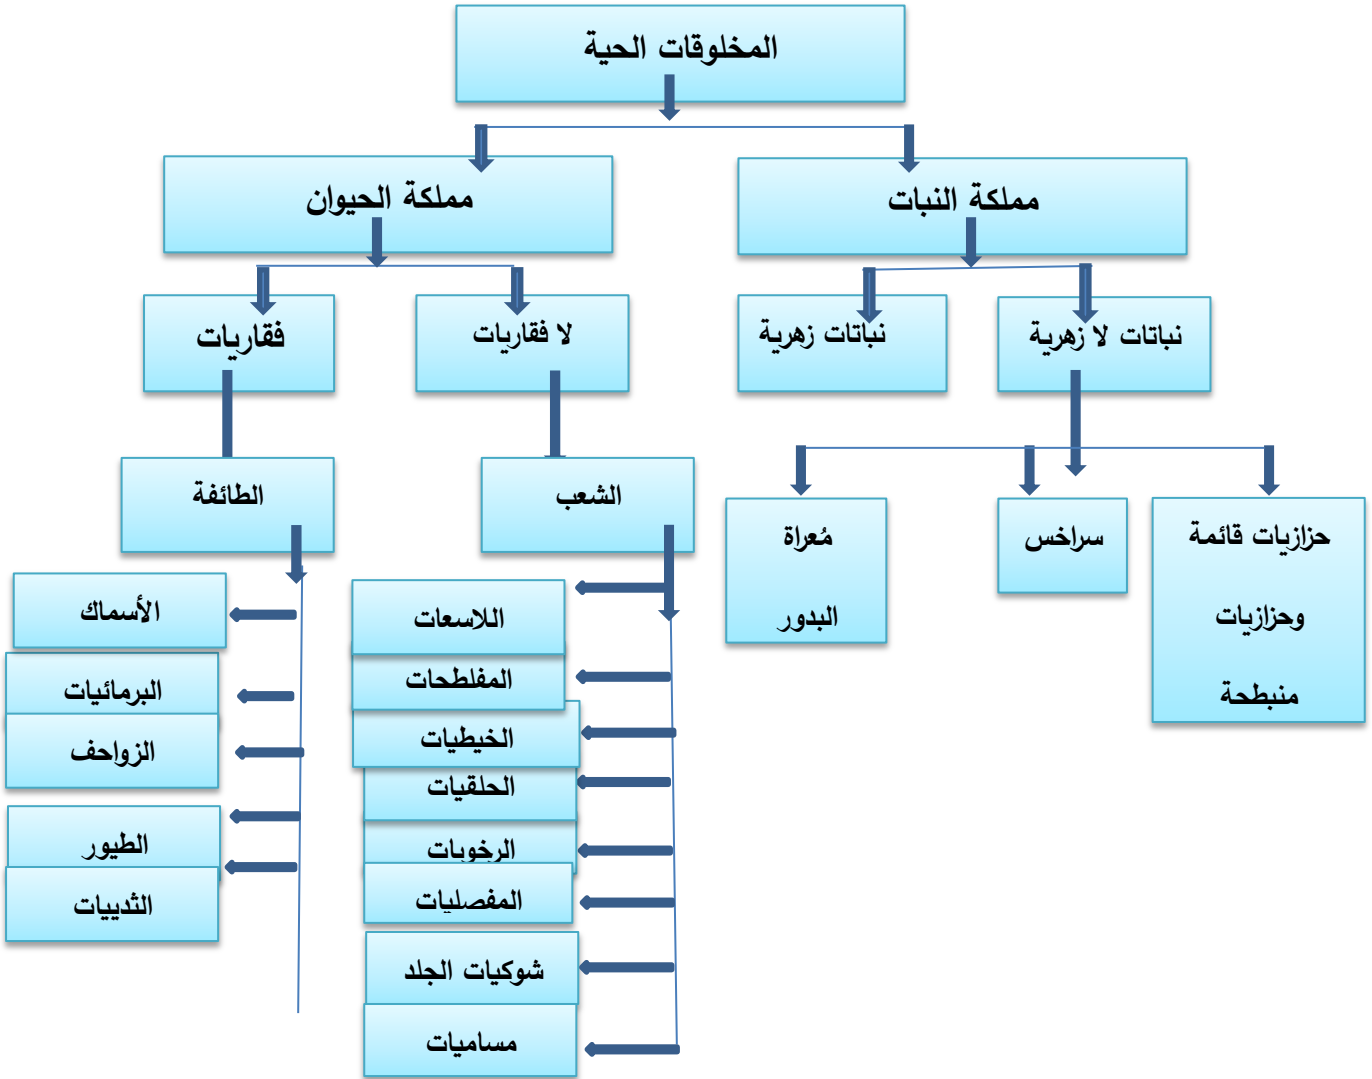 المخلوقات الحية
مملكة النبات
مملكة الحيوان
نباتات لا زهرية
نباتات زهرية
لا فقاريات
فقاريات
حزازيات قائمة
وحزازيات
منبطحة
سراخس
مُعراة
البدور
الشعب
اللاسعات
المفلطحات
الخيطيات
الحلقيات
الرخويات
المفصليات
شوكيات الجلد
مساميات
الطائفة
الأسماك
البرمائيات
الزواحف
الطيور
الثدييات